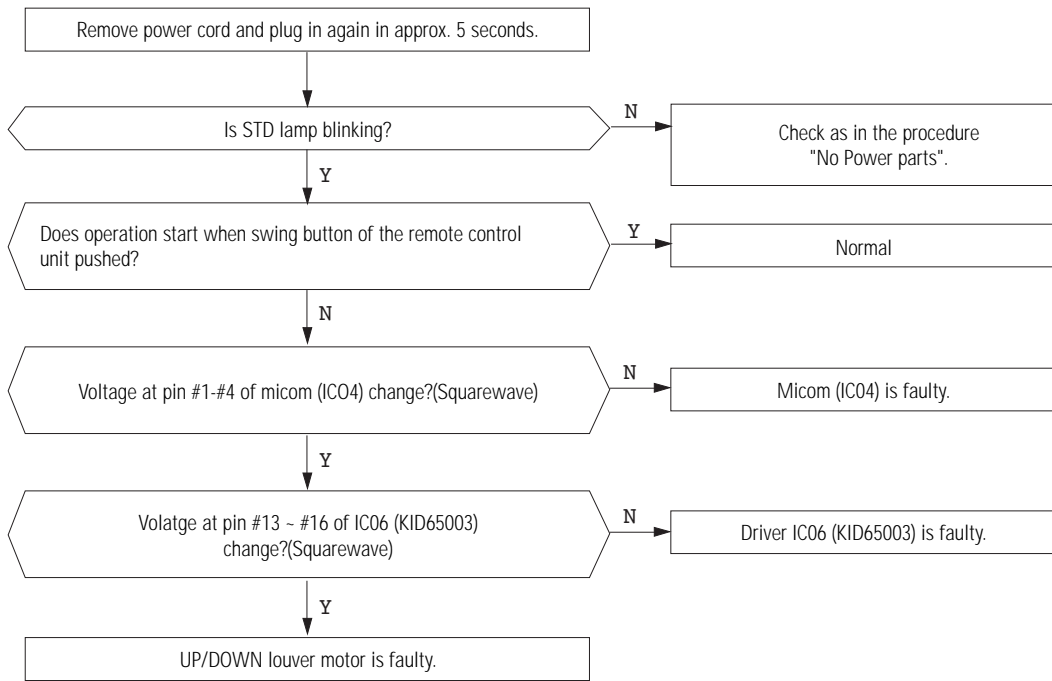 Remove power cord and plug in again in approx. 5 seconds.
Is STD lamp blinking?
N
Check as in the procedure
"No Power parts".
Y
Does operation start when swing button of the remote control
unit pushed?
Y
Normal
N
Voltage at pin #1-#4 of micom (ICO4) change?(Squarewave)
N
Micom (IC04) is faulty.
Y
Volatge at pin #13 ~ #16 of IC06 (KID65003)
change?(Squarewave)
N
Driver IC06 (KID65003) is faulty.
Y
UP/DOWN louver motor is faulty.